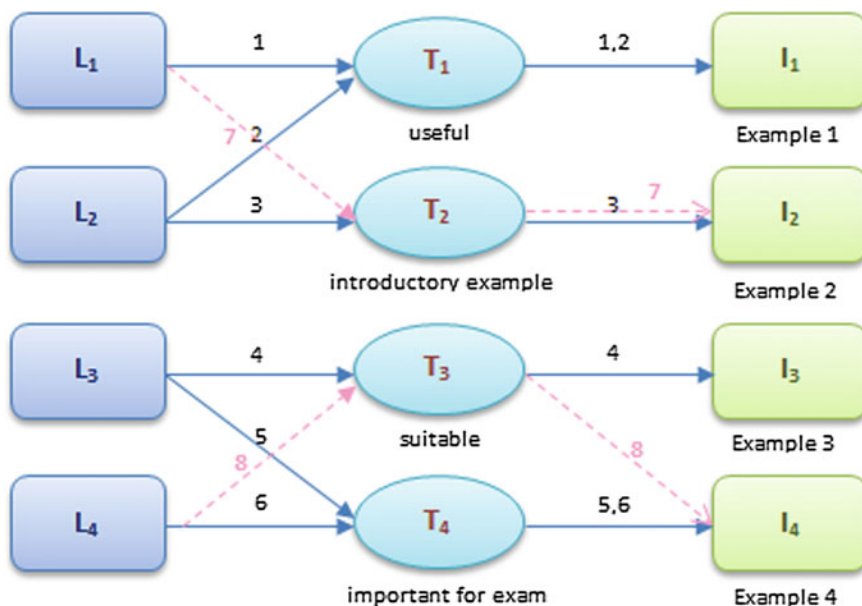 L₁ 1 T₁ 1,2 I₁
useful Example 1
7 2
L₂ 3 T₂ 3 7 I₂
introductory example Example 2
L₃ 4 T₃ 4 I₃
suitable Example 3
5
8 8
L₄ 6 T₄ 5,6 I₄
important for exam Example 4